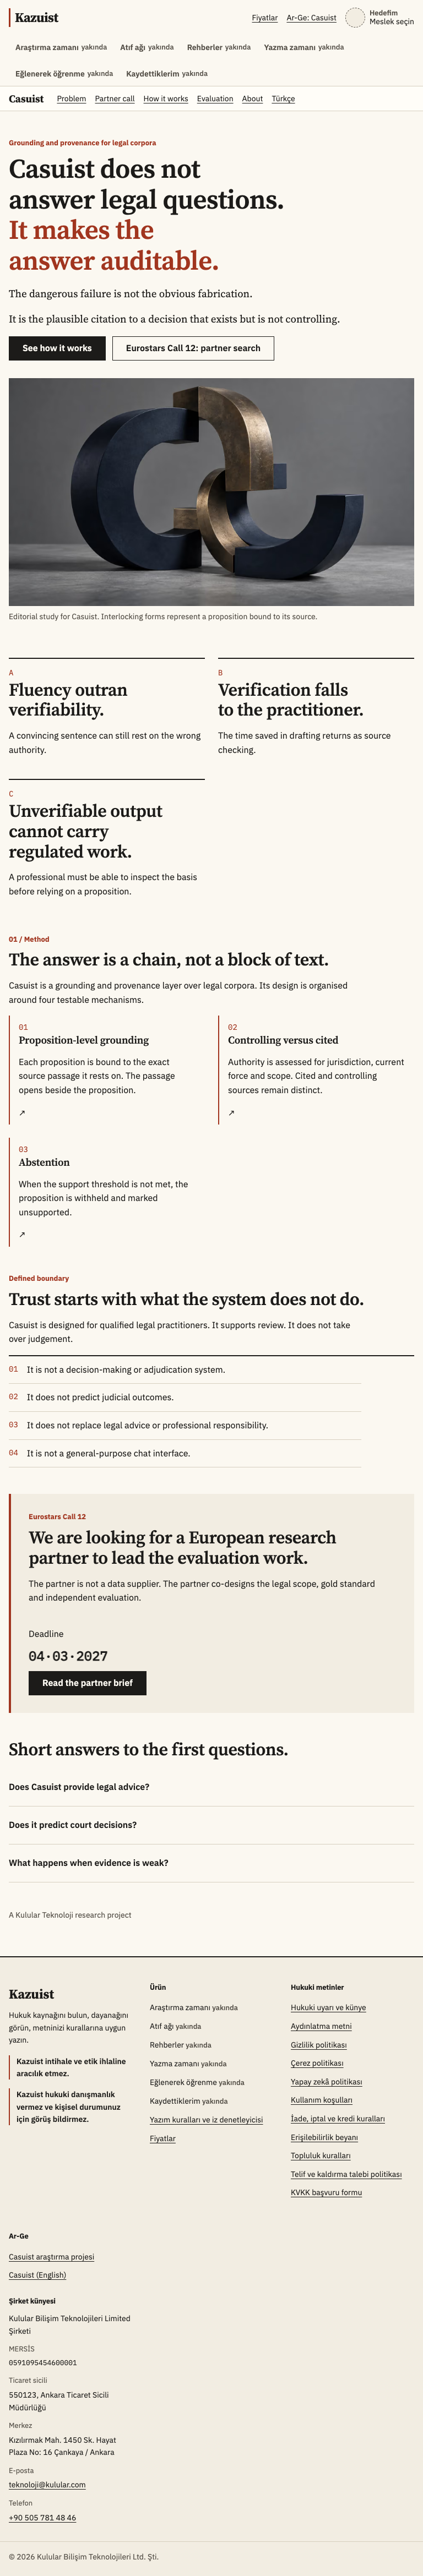 Kazuist
Fiyatlar
Ar-Ge: Casuist
Hedefim
Meslek seçin
Araştırma zamanı yakında
Atıf ağı yakında
Rehberler yakında
Yazma zamanı yakında
Eğlenerek öğrenme yakında
Kaydettiklerim yakında
Casuist
Problem
Partner call
How it works
Evaluation
About
Türkçe
Grounding and provenance for legal corpora
Casuist does not
answer legal questions.
It makes the
answer auditable.
The dangerous failure is not the obvious fabrication.
It is the plausible citation to a decision that exists but is not controlling.
See how it works
Eurostars Call 12: partner search
Editorial study for Casuist. Interlocking forms represent a proposition bound to its source.
A
Fluency outran
verifiability.
A convincing sentence can still rest on the wrong
authority.
B
Verification falls
to the practitioner.
The time saved in drafting returns as source
checking.
C
Unverifiable output
cannot carry
regulated work.
A professional must be able to inspect the basis
before relying on a proposition.
01 / Method
The answer is a chain, not a block of text.
Casuist is a grounding and provenance layer over legal corpora. Its design is organised
around four testable mechanisms.
01
Proposition-level grounding
Each proposition is bound to the exact
source passage it rests on. The passage
opens beside the proposition.
↗
02
Controlling versus cited
Authority is assessed for jurisdiction, current
force and scope. Cited and controlling
sources remain distinct.
↗
03
Abstention
When the support threshold is not met, the
proposition is withheld and marked
unsupported.
↗
Defined boundary
Trust starts with what the system does not do.
Casuist is designed for qualified legal practitioners. It supports review. It does not take
over judgement.
01 It is not a decision-making or adjudication system.
02 It does not predict judicial outcomes.
03 It does not replace legal advice or professional responsibility.
04 It is not a general-purpose chat interface.
Eurostars Call 12
We are looking for a European research
partner to lead the evaluation work.
The partner is not a data supplier. The partner co-designs the legal scope, gold standard
and independent evaluation.
Deadline
04·03·2027
Read the partner brief
Short answers to the first questions.
Does Casuist provide legal advice?
Does it predict court decisions?
What happens when evidence is weak?
A Kulular Teknoloji research project
Kazuist
Hukuk kaynağını bulun, dayanağını
görün, metninizi kurallarına uygun
yazın.
Kazuist intihale ve etik ihlaline
aracılık etmez.
Kazuist hukuki danışmanlık
vermez ve kişisel durumunuz
için görüş bildirmez.
Ürün
Araştırma zamanı yakında
Atıf ağı yakında
Rehberler yakında
Yazma zamanı yakında
Eğlenerek öğrenme yakında
Kaydettiklerim yakında
Yazım kuralları ve iz denetleyicisi
Fiyatlar
Hukuki metinler
Hukuki uyarı ve künye
Aydınlatma metni
Gizlilik politikası
Çerez politikası
Yapay zekâ politikası
Kullanım koşulları
İade, iptal ve kredi kuralları
Erişilebilirlik beyanı
Topluluk kuralları
Telif ve kaldırma talebi politikası
KVKK başvuru formu
Ar-Ge
Casuist araştırma projesi
Casuist (English)
Şirket künyesi
Kulular Bilişim Teknolojileri Limited
Şirketi
MERSİS
0591095454600001
Ticaret sicili
550123, Ankara Ticaret Sicili
Müdürlüğü
Merkez
Kızılırmak Mah. 1450 Sk. Hayat
Plaza No: 16 Çankaya / Ankara
E-posta
teknoloji@kulular.com
Telefon
+90 505 781 48 46
© 2026 Kulular Bilişim Teknolojileri Ltd. Şti.